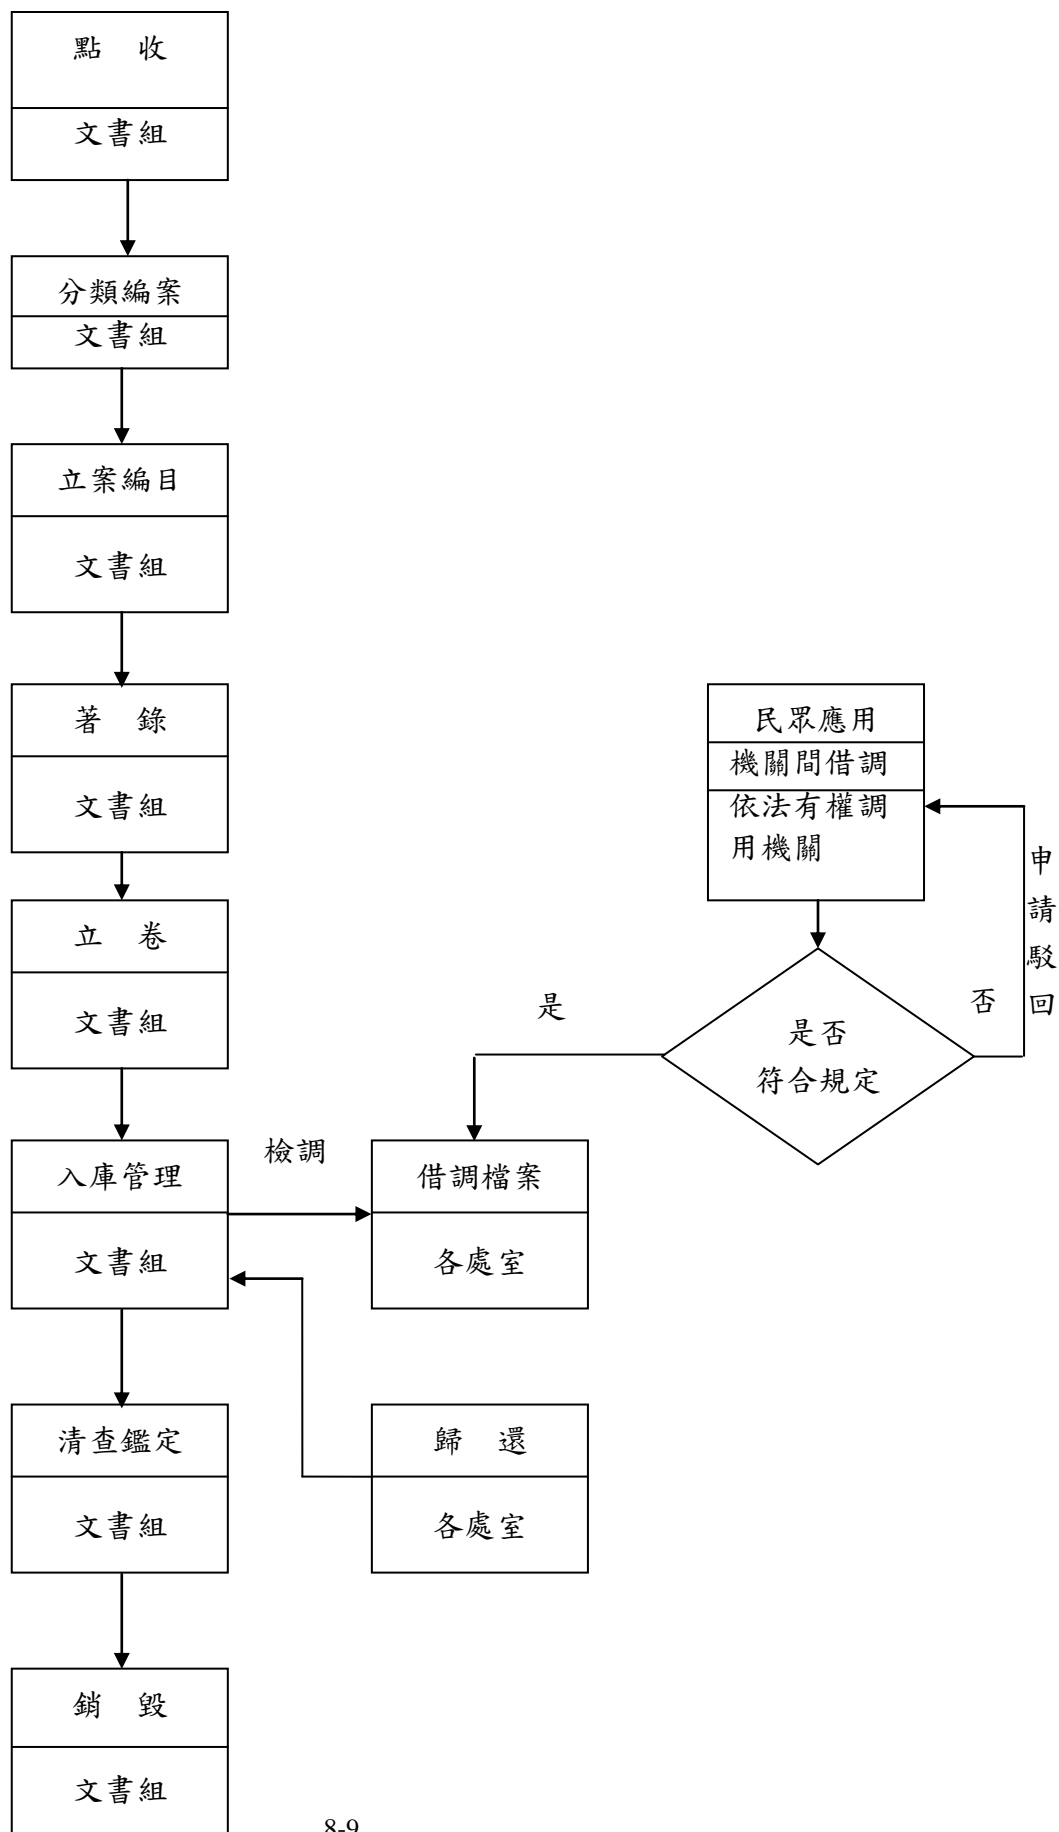 點　收
文書組
分類編案
文書組
立案編目
文書組
著　錄
文書組
立　卷
文書組
入庫管理
文書組
清查鑑定
文書組
銷　毀
文書組
檢調
借調檔案
各處室
歸　還
各處室
民眾應用
機關間借調
依法有權調
用機關
是否
符合規定
是
否
申請駁回
8-9